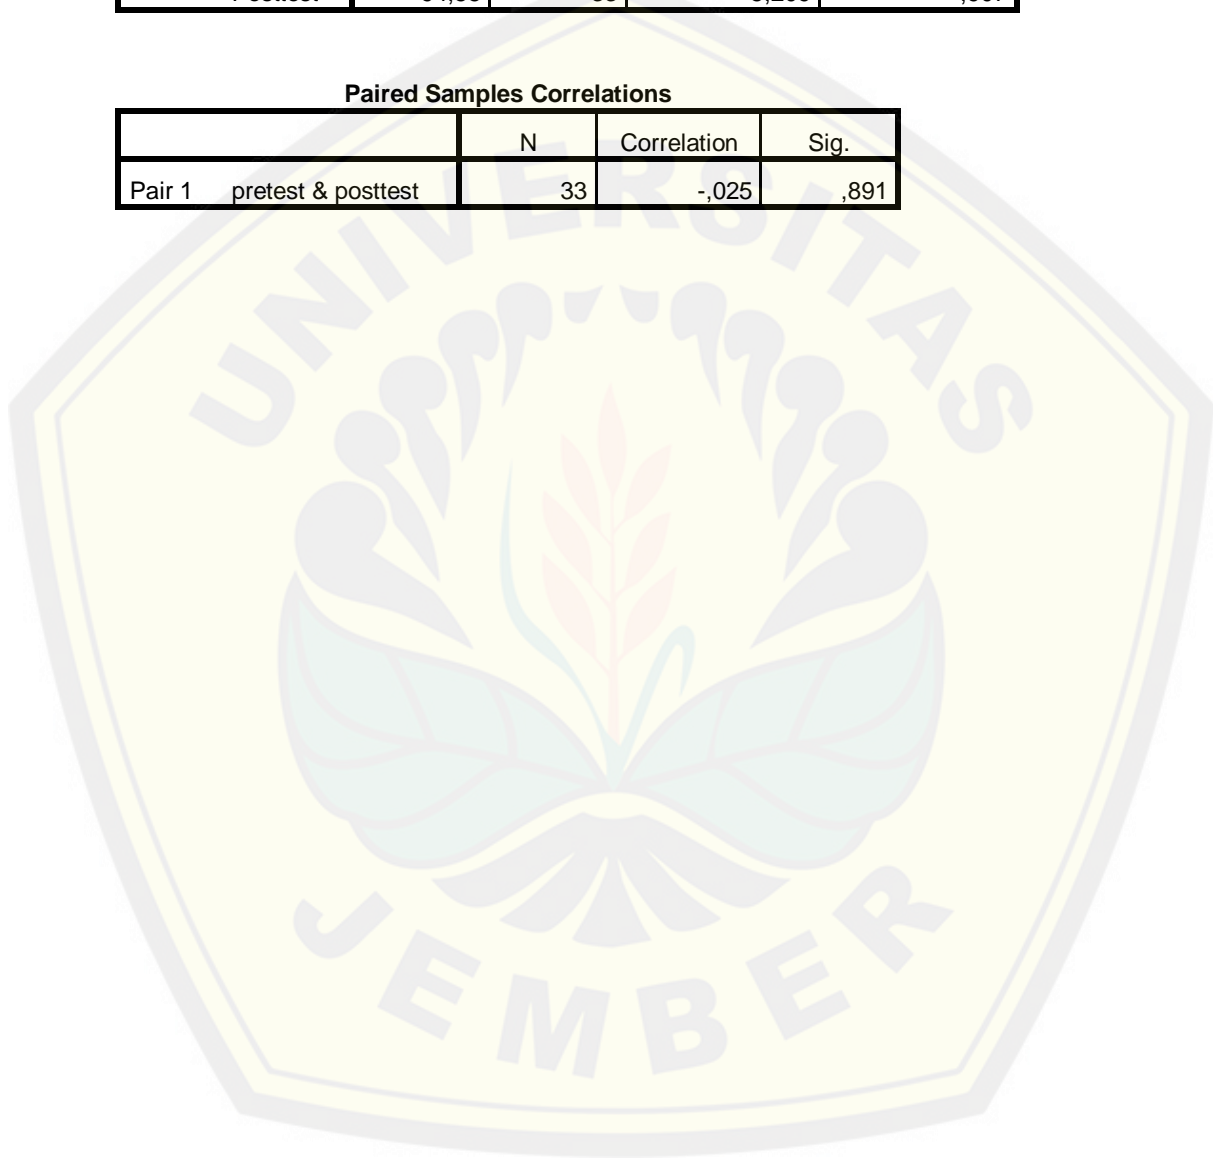 Paired Samples Correlations
N Correlation Sig.
Pair 1 pretest & posttest 33 -,025 ,891
UNIVERSITAS
JEMBER